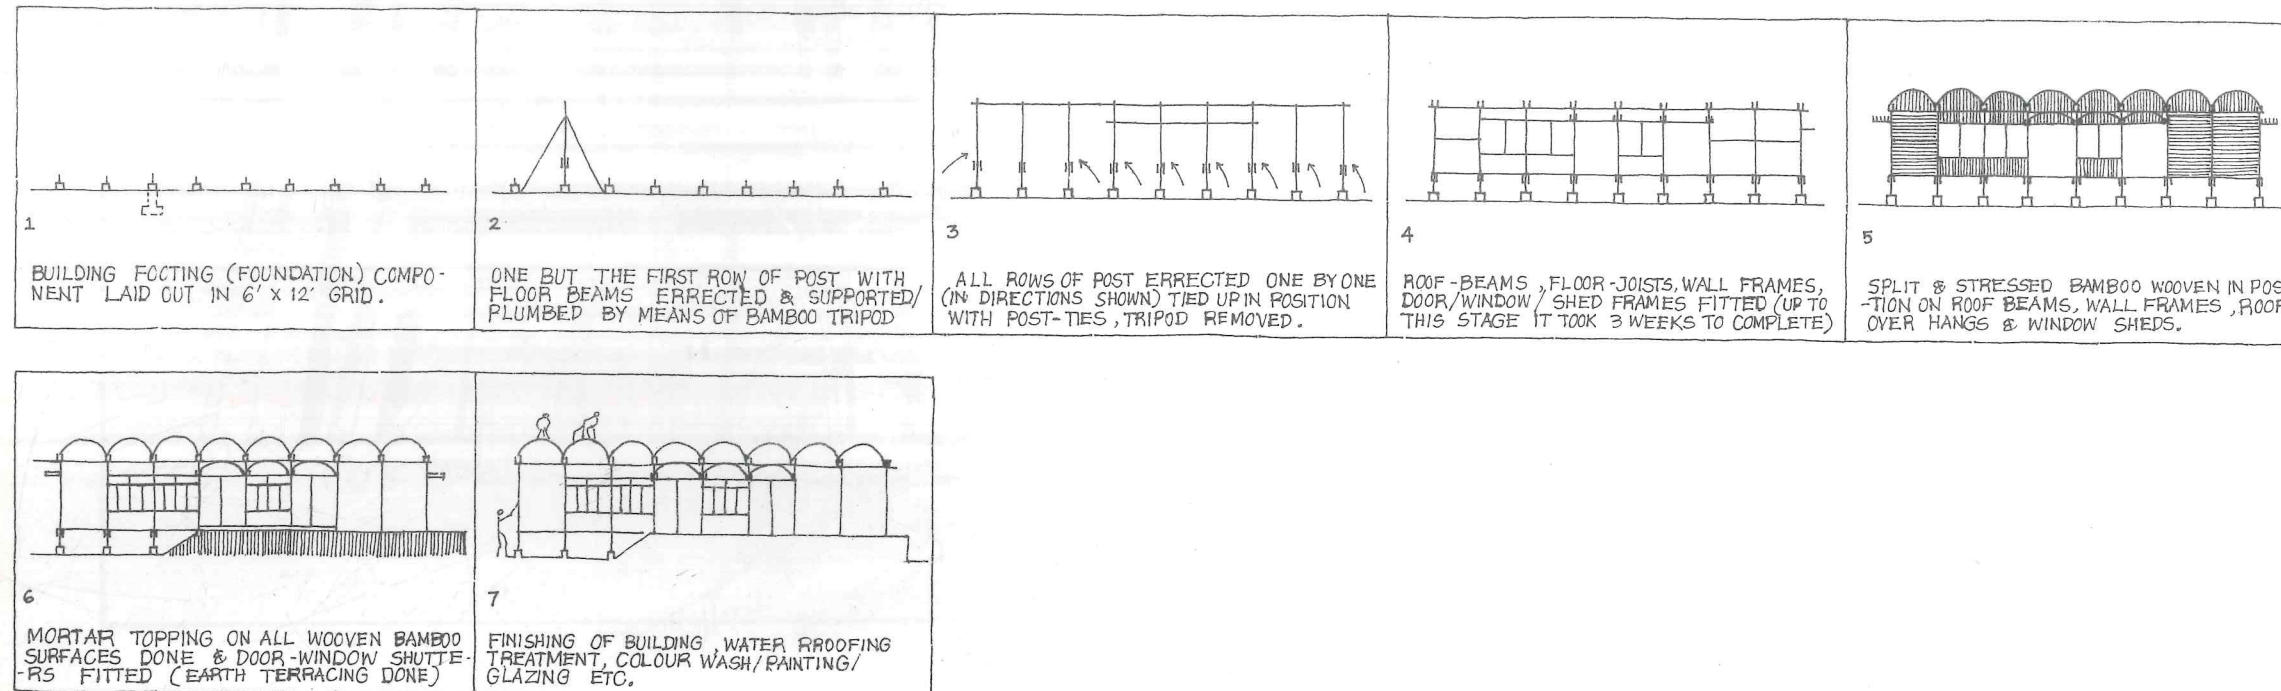 1
BUILDING FOOTING (FOUNDATION) COMPO-
NENT LAID OUT IN 6' X 12' GRID.
2
ONE BUT THE FIRST ROW OF POST WITH
FLOOR BEAMS ERRECTED & SUPPORTED/
PLUMBED BY MEANS OF BAMBOO TRIPOD
3
ALL ROWS OF POST ERRECTED ONE BY ONE
(IN DIRECTIONS SHOWN) TIED UP IN POSITION
WITH POST-TIES, TRIPOD REMOVED.
4
ROOF-BEAMS, FLOOR-JOISTS, WALL FRAMES,
DOOR/WINDOW/SHED FRAMES FITTED (UP TO
THIS STAGE IT TOOK 3 WEEKS TO COMPLETE)
5
SPLIT & STRESSED BAMBOO WOOVEN IN POS
-TION ON ROOF BEAMS, WALL FRAMES, ROOF
OVER HANGS & WINDOW SHEDS.
6
MORTAR TOPPING ON ALL WOOVEN BAMBOO
SURFACES DONE & DOOR-WINDOW SHUTTE-
-RS FITTED (EARTH TERRACING DONE)
7
FINISHING OF BUILDING, WATER RROOFING
TREATMENT, COLOUR WASH/PAINTING/
GLAZING ETC.